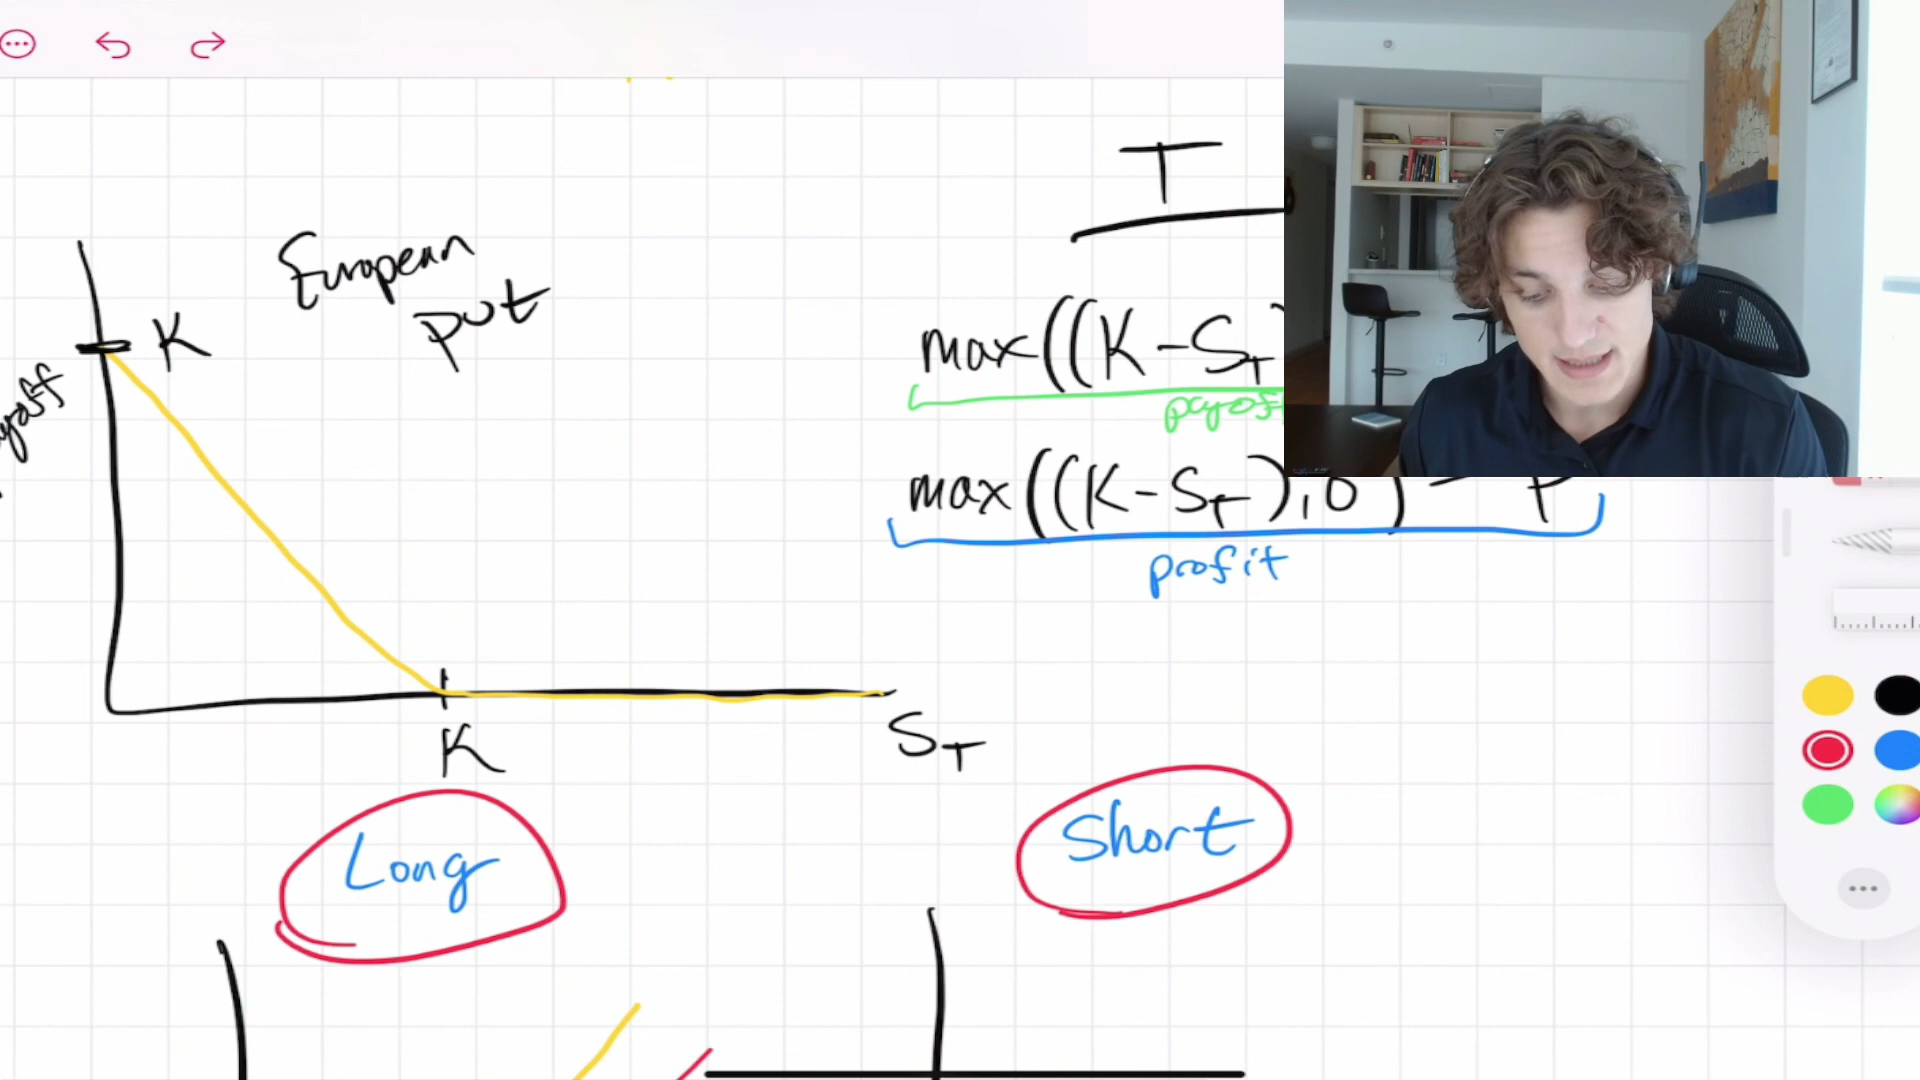 European
put
K
T
max((K-S_T)
payoff
max((K-S_T),0) - P
profit
K
S_T
Long
Short